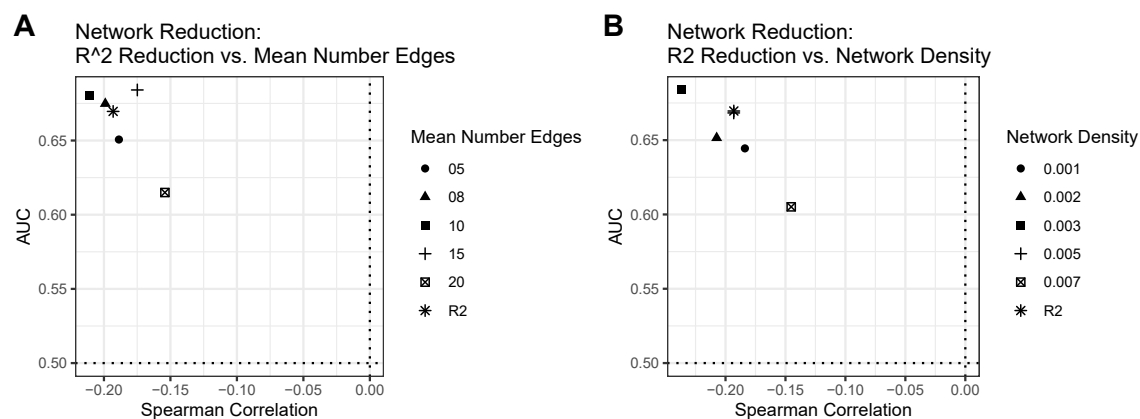 A
Network Reduction:
R^2 Reduction vs. Mean Number Edges
AUC
0.65
0.60
0.55
0.50
−0.20
−0.15
−0.10
−0.05
0.00
Spearman Correlation
Mean Number Edges
05
08
10
15
20
R2
B
Network Reduction:
R2 Reduction vs. Network Density
AUC
0.65
0.60
0.55
0.50
−0.20
−0.15
−0.10
−0.05
0.00
Spearman Correlation
Network Density
0.001
0.002
0.003
0.005
0.007
R2